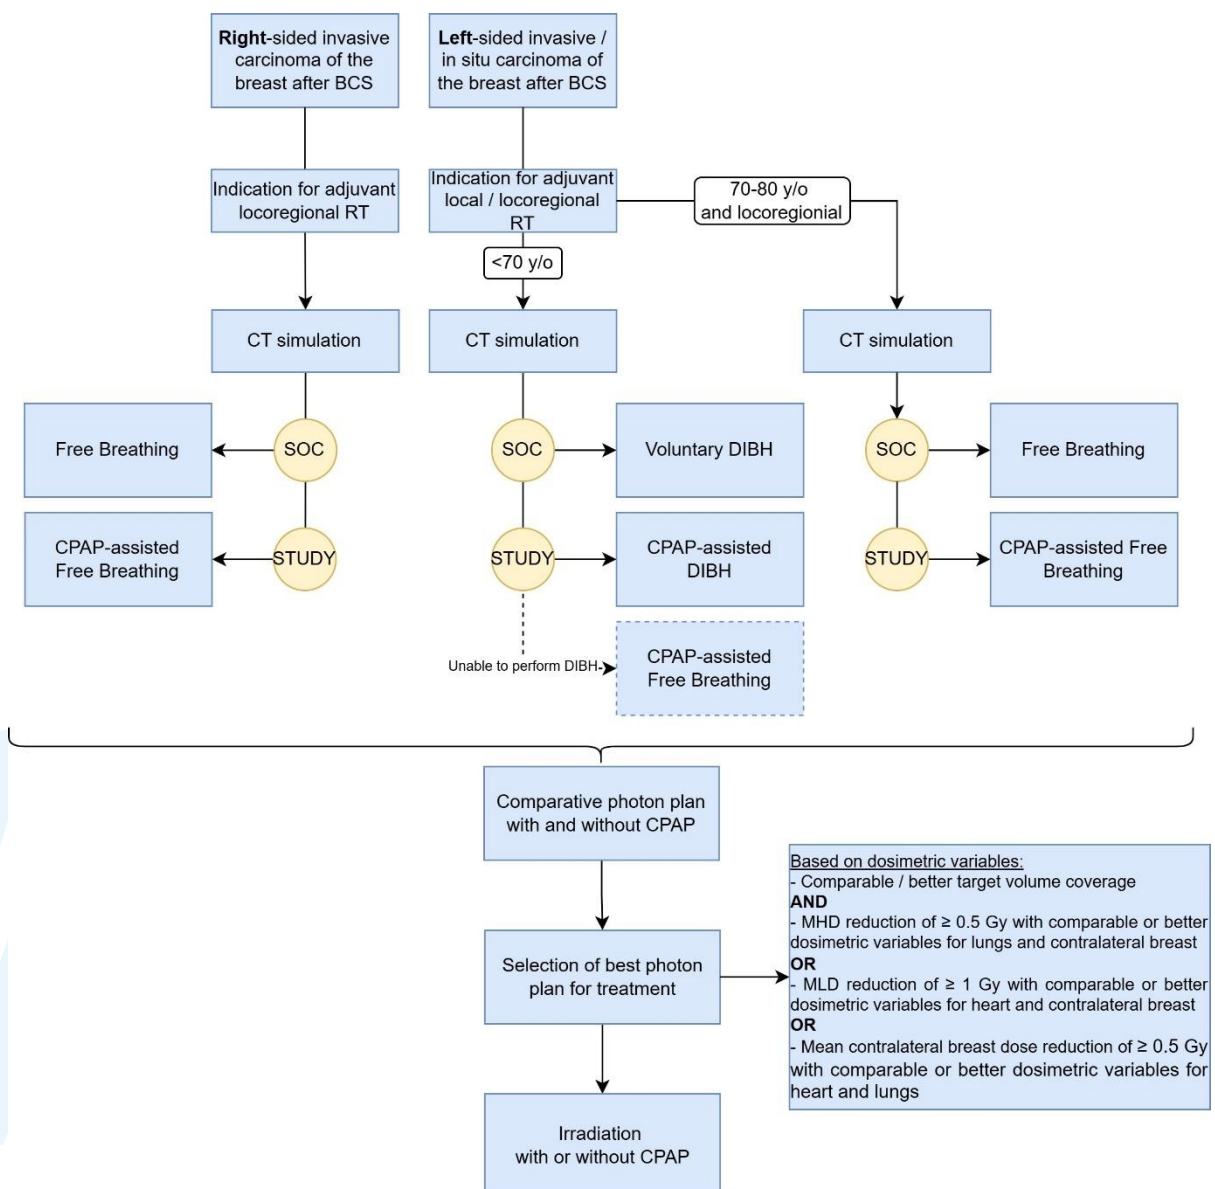 Right-sided invasive
carcinoma of the
breast after BCS
Left-sided invasive /
in situ carcinoma of
the breast after BCS
Indication for adjuvant
locoregional RT
Indication for adjuvant
local / locoregional
RT
70-80 y/o
and locoregionial
<70 y/o
CT simulation
CT simulation
CT simulation
Free Breathing
SOC
SOC
Voluntary DIBH
SOC
Free Breathing
CPAP-assisted
Free Breathing
STUDY
STUDY
CPAP-assisted
DIBH
STUDY
CPAP-assisted Free
Breathing
Unable to perform DIBH
CPAP-assisted
Free Breathing
Comparative photon plan
with and without CPAP
Selection of best photon
plan for treatment
Based on dosimetric variables:
- Comparable / better target volume coverage
AND
- MHD reduction of ≥ 0.5 Gy with comparable or better
dosimetric variables for lungs and contralateral breast
OR
- MLD reduction of ≥ 1 Gy with comparable or better
dosimetric variables for heart and contralateral breast
OR
- Mean contralateral breast dose reduction of ≥ 0.5 Gy
with comparable or better dosimetric variables for
heart and lungs
Irradiation
with or without CPAP